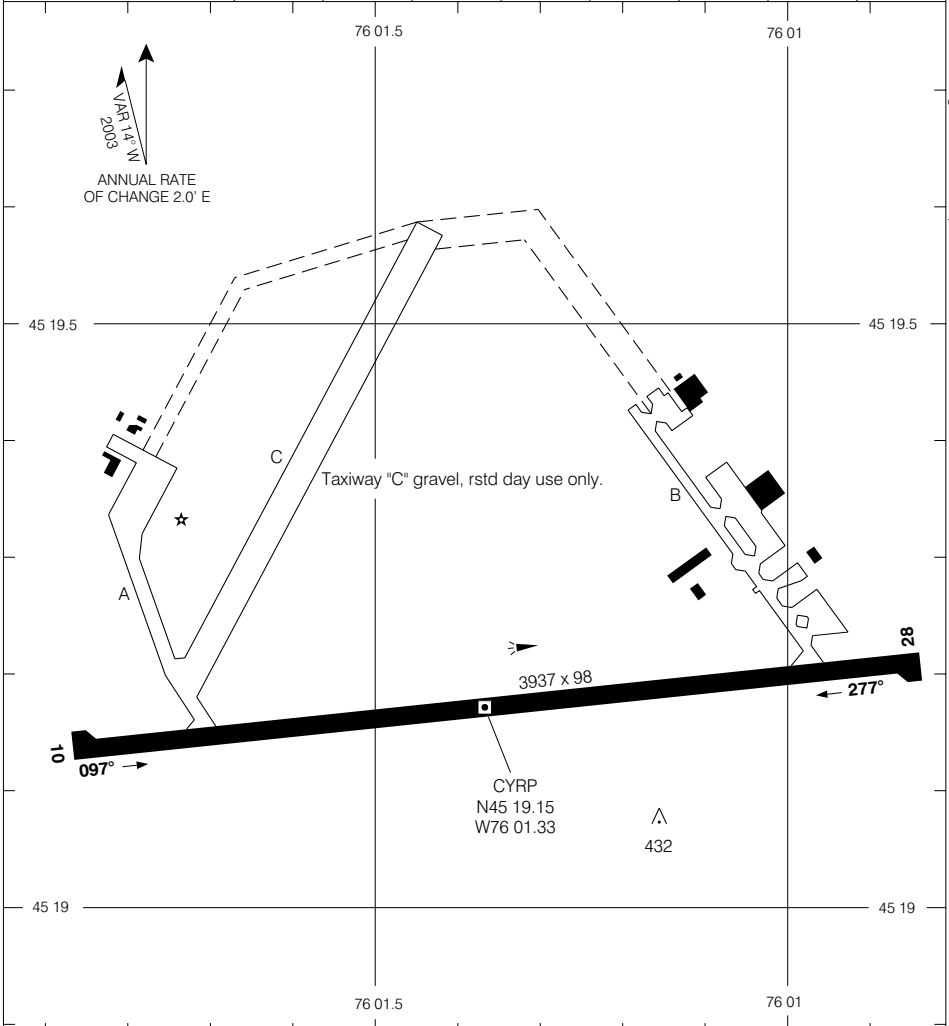 76 01.5
76 01
VAR 14° W
2003
ANNUAL RATE
OF CHANGE 2.0' E
45 19.5
45 19.5
C
Taxiway "C" gravel, rstd day use only.
B
A
28
3937 x 98
277°
10
097°
CYRP
N45 19.15
W76 01.33
432
45 19
45 19
76 01.5
76 01